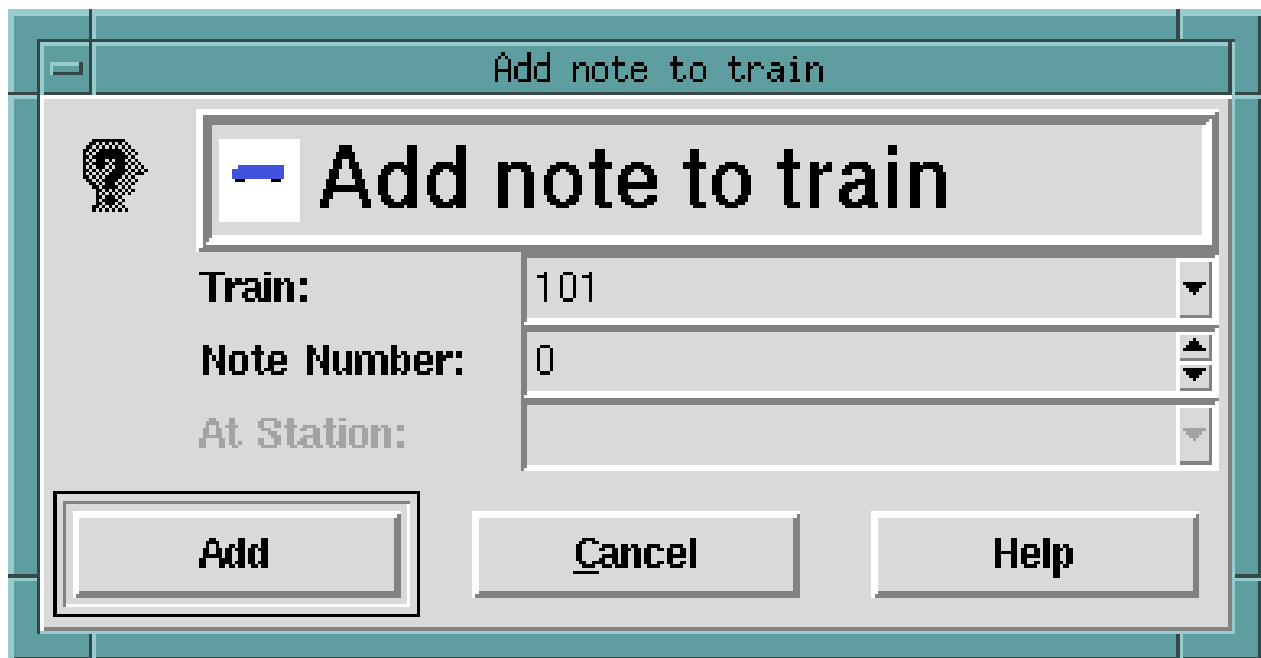 Add note to train
Add note to train
Train: 101
Note Number: 0
At Station:
Add Cancel Help